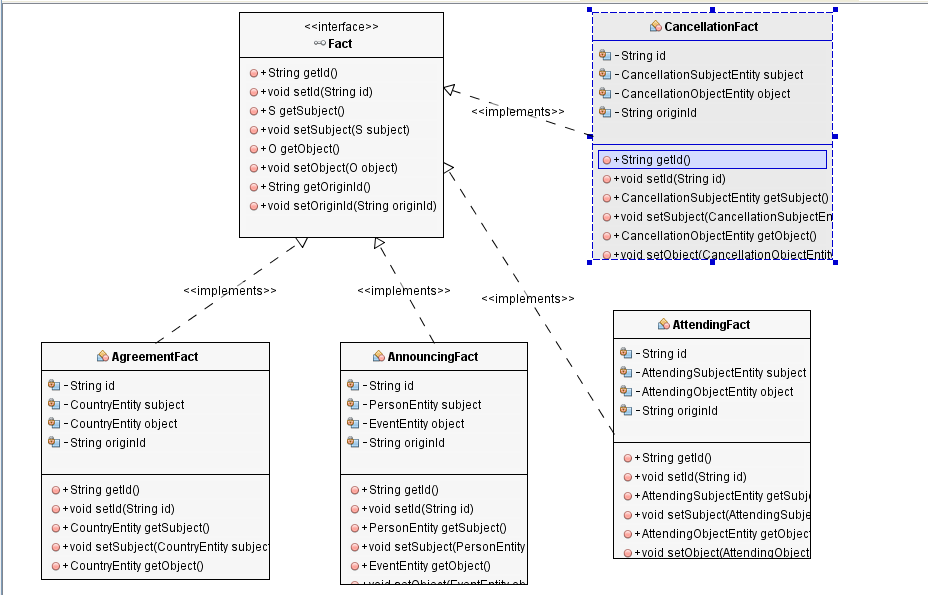 <<interface>>
Fact
+String getId()
+void setId(String id)
+S getSubject()
+void setSubject(S subject)
+O getObject()
+void setObject(O object)
+String getOriginId()
+void setOriginId(String originId)
CancellationFact
-String id
-CancellationSubjectEntity subject
-CancellationObjectEntity object
-String originId
+String getId()
+void setId(String id)
+CancellationSubjectEntity getSubject()
+void setSubject(CancellationSubjectEn
+CancellationObjectEntity getObject()
+void setObject(CancellationObjectEntity
<<implements>>
<<implements>>
<<implements>>
<<implements>>
AgreementFact
-String id
-CountryEntity subject
-CountryEntity object
-String originId
+String getId()
+void setId(String id)
+CountryEntity getSubject()
+void setSubject(CountryEntity subject
+CountryEntity getObject()
AnnouncingFact
-String id
-PersonEntity subject
-EventEntity object
-String originId
+String getId()
+void setId(String id)
+PersonEntity getSubject()
+void setSubject(PersonEntity
+EventEntity getObject()
+void setObject(EventEntity ob
AttendingFact
-String id
-AttendingSubjectEntity subject
-AttendingObjectEntity object
-String originId
+String getId()
+void setId(String id)
+AttendingSubjectEntity getSubj
+void setSubject(AttendingSubje
+AttendingObjectEntity getObject
+void setObject(AttendingObject